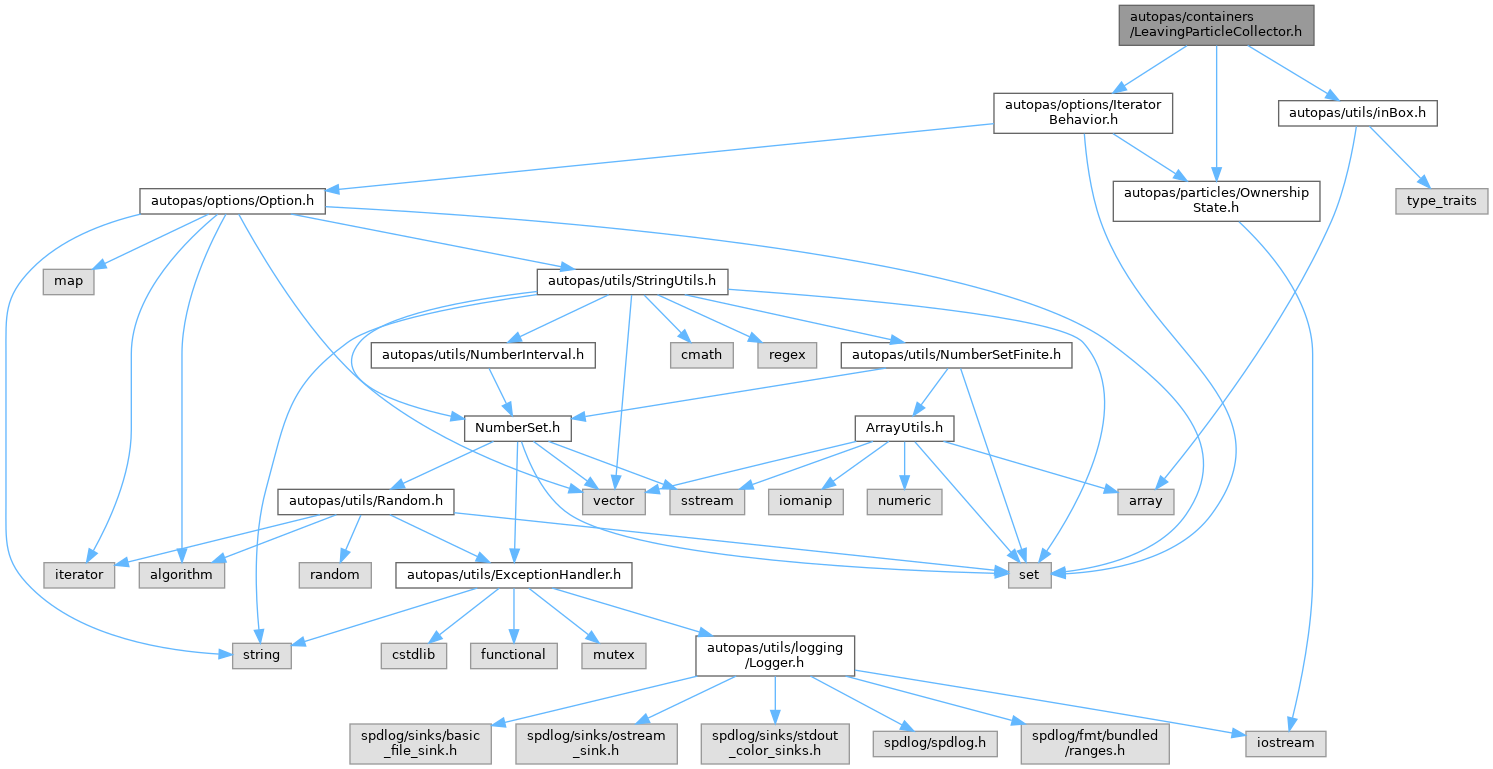 autopas/containers
/LeavingParticleCollector.h
autopas/options/Iterator
Behavior.h
autopas/utils/inBox.h
autopas/options/Option.h
autopas/particles/Ownership
State.h
type_traits
map
autopas/utils/StringUtils.h
autopas/utils/NumberInterval.h
cmath
regex
autopas/utils/NumberSetFinite.h
NumberSet.h
ArrayUtils.h
autopas/utils/Random.h
vector
sstream
iomanip
numeric
array
iterator
algorithm
random
autopas/utils/ExceptionHandler.h
set
string
cstdlib
functional
mutex
autopas/utils/logging
/Logger.h
spdlog/sinks/basic
_file_sink.h
spdlog/sinks/ostream
_sink.h
spdlog/sinks/stdout
_color_sinks.h
spdlog/spdlog.h
spdlog/fmt/bundled
/ranges.h
iostream